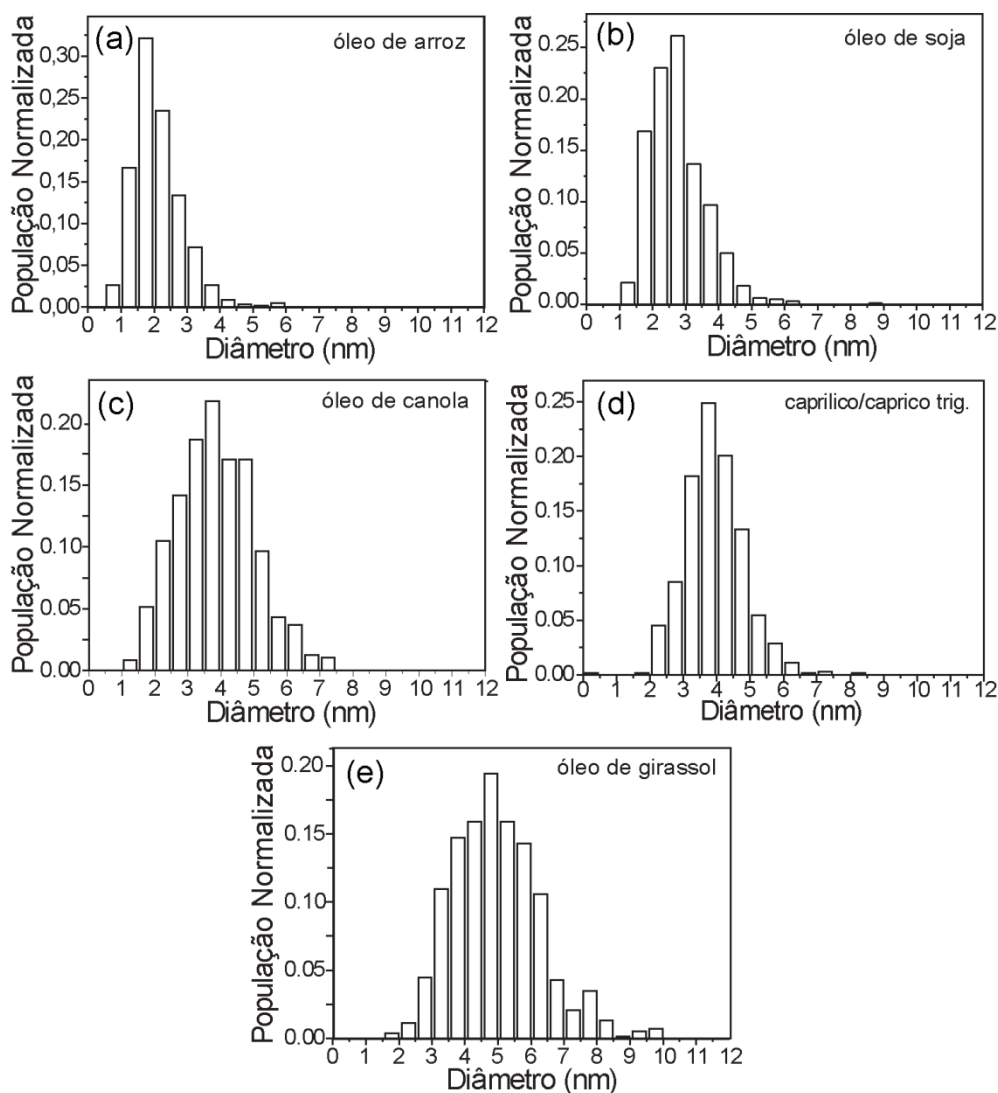 (a)
óleo de arroz
População Normalizada
0,30
0,25
0,20
0,15
0,10
0,05
0,00
0 1 2 3 4 5 6 7 8 9 10 11 12
Diâmetro (nm)
(b)
óleo de soja
População Normalizada
0.25
0.20
0.15
0.10
0.05
0.00
0 1 2 3 4 5 6 7 8 9 10 11 12
Diâmetro (nm)
(c)
óleo de canola
População Normalizada
0.20
0.15
0.10
0.05
0.00
0 1 2 3 4 5 6 7 8 9 10 11 12
Diâmetro (nm)
(d)
caprilico/caprico trig.
População Normalizada
0.25
0.20
0.15
0.10
0.05
0.00
0 1 2 3 4 5 6 7 8 9 10 11 12
Diâmetro (nm)
(e)
óleo de girassol
População Normalizada
0.20
0.15
0.10
0.05
0.00
0 1 2 3 4 5 6 7 8 9 10 11 12
Diâmetro (nm)